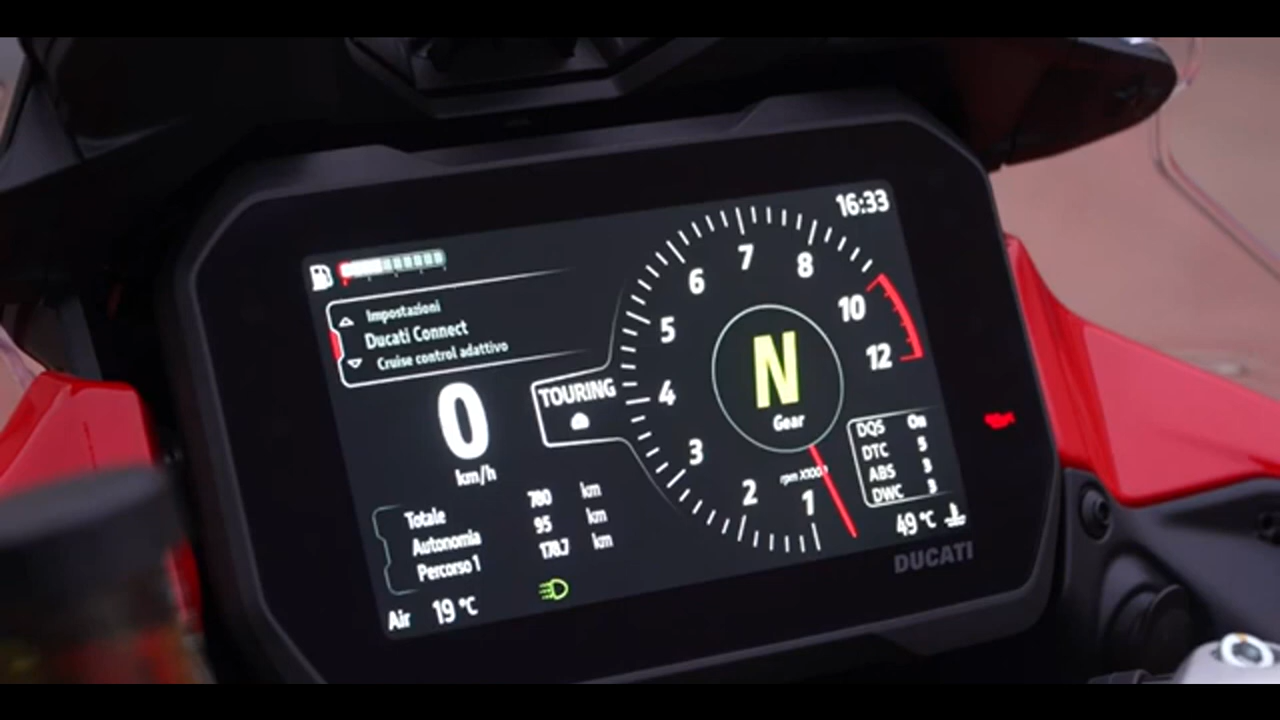 16:33
Impostazioni
Ducati Connect
Cruise control adattivo
0
km/h
TOURING
1
2
3
4
5
6
7
8
10
12
N
Gear
rpm X1000
DQS On
DTC 5
ABS 3
DWC 3
Totale 780 km
Autonomia 95 km
Percorso 1 178.7 km
Air 19 °C
49 °C
DUCATI